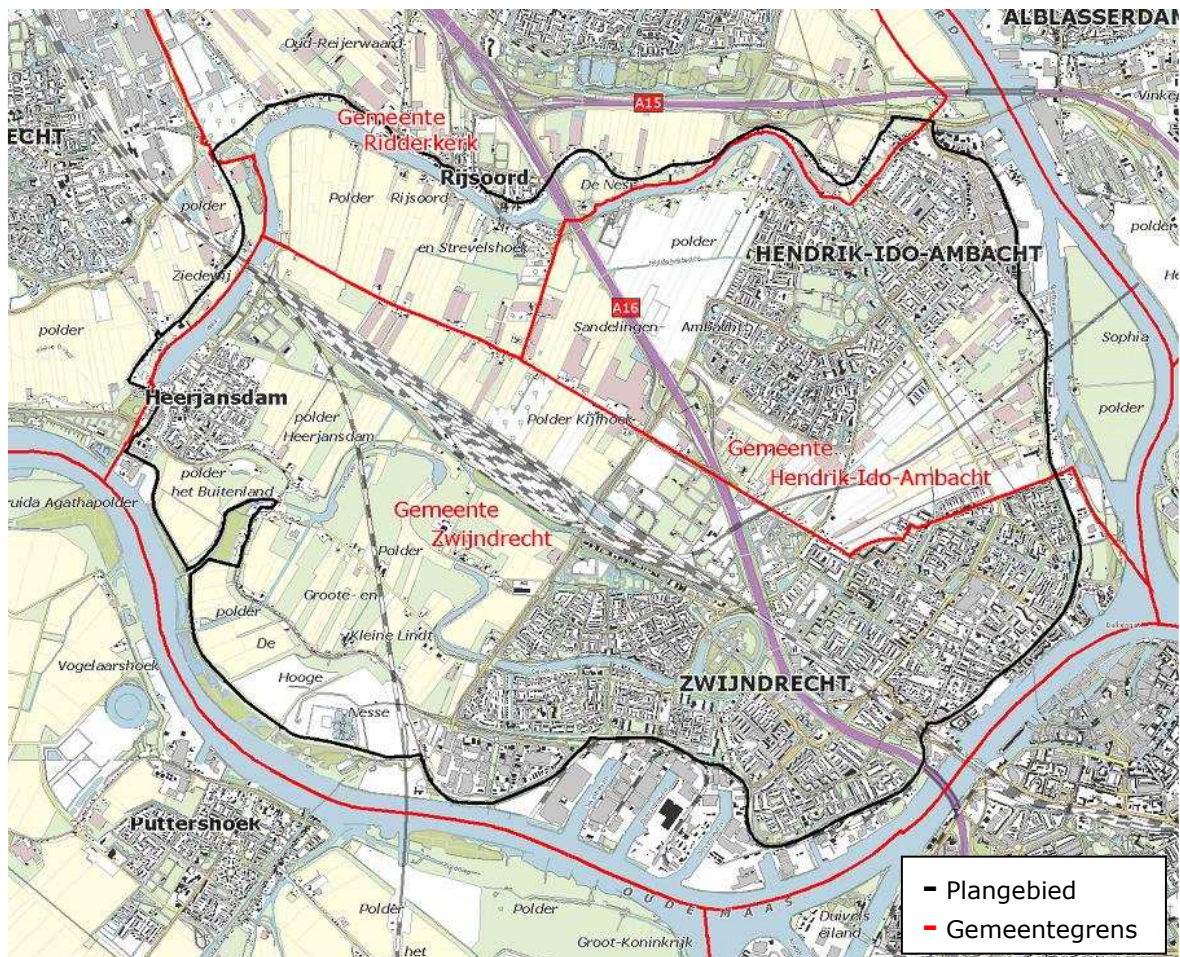 ALBLASSERDAM
Oud-Reijerwaard
A15
Gemeente
Ridderkerk
RECHT
Rijsoord
De Nes
polder
Polder Rijsoord
polder
en Strevelshoek
polder
HENDRIK-IDO-AMBACHT
Ziedewij
A16
polder
Sandelingen-Ambacht
Sophia
polder
Heerjansdam
polder
Heerjansdam
Polder Kijfhoek
Gemeente
Hendrik-Ido-Ambacht
polder
het Buitenland
ruida Agathapolder
Gemeente
Zwijndrecht
Polder
Groote- en
Kleine Lindt
polder
De
Hooge
Nesse
Vogelaarshoek
ZWIJNDRECHT
Puttershoek
OUDE MAAS
Polder
het
Polder
Groot-Koninkrijk
Duivels
eiland
- Plangebied
- Gemeentegrens